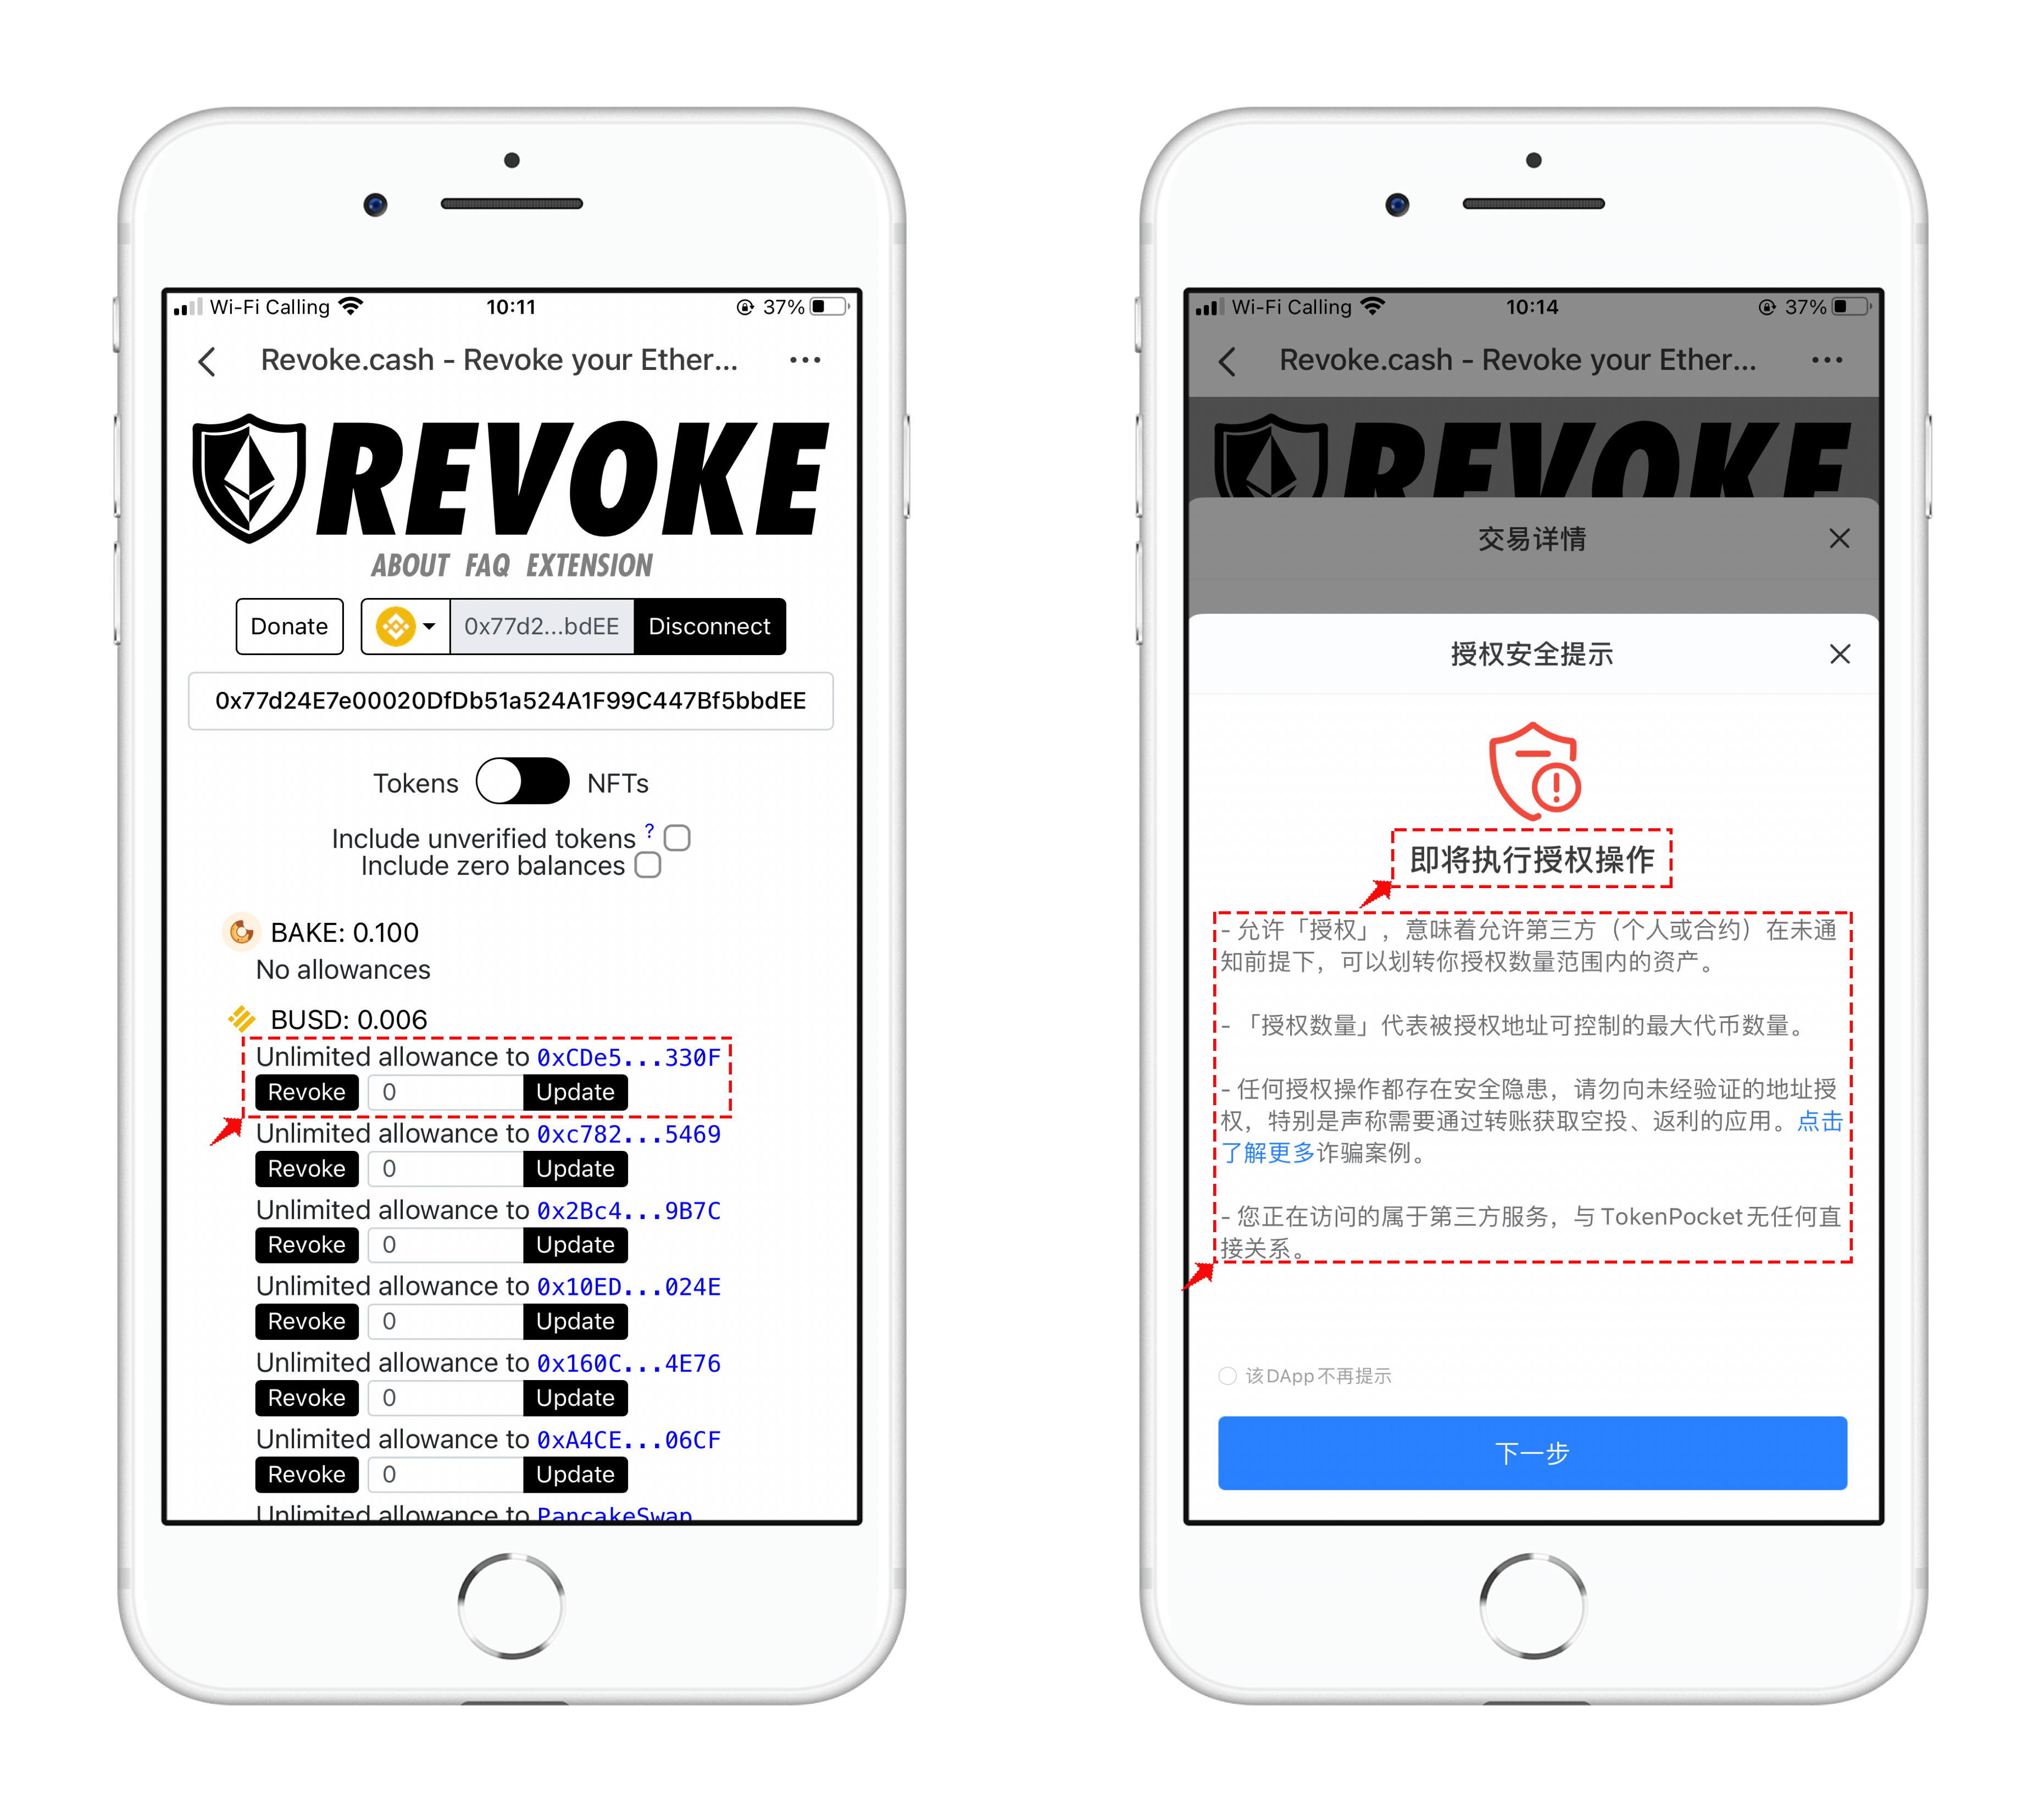 Wi-Fi Calling 10:11 37%
Revoke.cash - Revoke your Ether...
REVOKE
ABOUT FAQ EXTENSION
Donate 0x77d2...bdEE Disconnect
0x77d24E7e00020DfDb51a524A1F99C447Bf5bbdEE
Tokens NFTs
Include unverified tokens ?
Include zero balances
BAKE: 0.100
No allowances
BUSD: 0.006
Unlimited allowance to 0xCDe5...330F
Revoke 0 Update
Unlimited allowance to 0xc782...5469
Revoke 0 Update
Unlimited allowance to 0x2Bc4...9B7C
Revoke 0 Update
Unlimited allowance to 0x10ED...024E
Revoke 0 Update
Unlimited allowance to 0x160C...4E76
Revoke 0 Update
Unlimited allowance to 0xA4CE...06CF
Revoke 0 Update
Unlimited allowance to PancakeSwap
Wi-Fi Calling 10:14 37%
Revoke.cash - Revoke your Ether...
REVOKE
交易详情
授权安全提示
即将执行授权操作
- 允许「授权」，意味着允许第三方（个人或合约）在未通
知前提下，可以划转你授权数量范围内的资产。
- 「授权数量」代表被授权地址可控制的最大代币数量。
- 任何授权操作都存在安全隐患，请勿向未经验证的地址授
权，特别是声称需要通过转账获取空投、返利的应用。点击
了解更多诈骗案例。
- 您正在访问的属于第三方服务，与 TokenPocket 无任何直
接关系。
该DApp不再提示
下一步